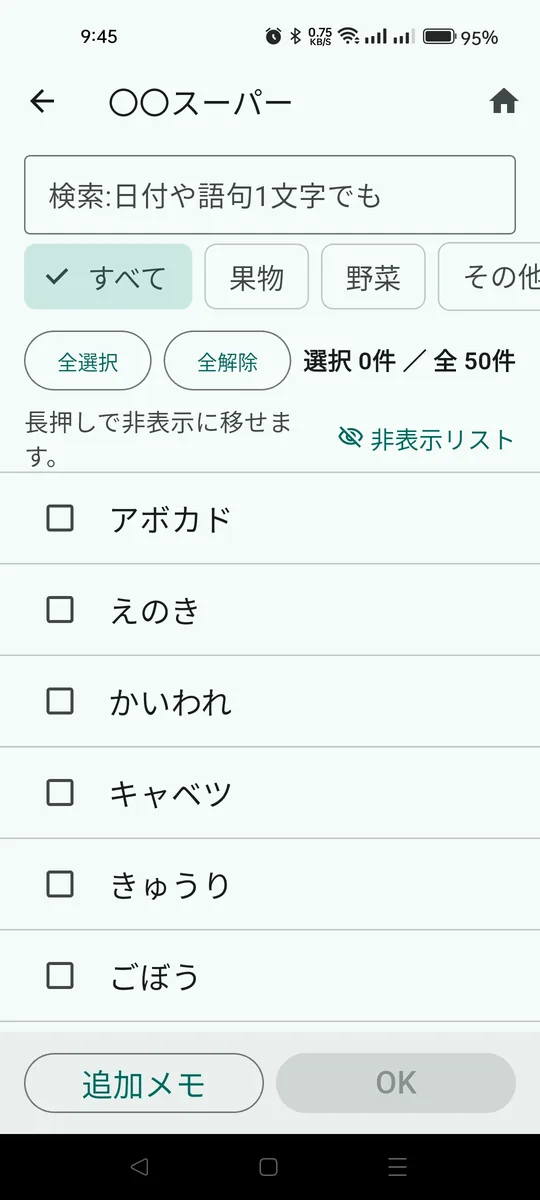 9:45
0.75 KB/S
95%
〇〇スーパー
検索:日付や語句1文字でも
すべて
果物
野菜
その他
全選択
全解除
選択 0件 ／ 全 50件
長押しで非表示に移せま
す。
非表示リスト
アボカド
えのき
かいわれ
キャベツ
きゅうり
ごぼう
追加メモ
OK